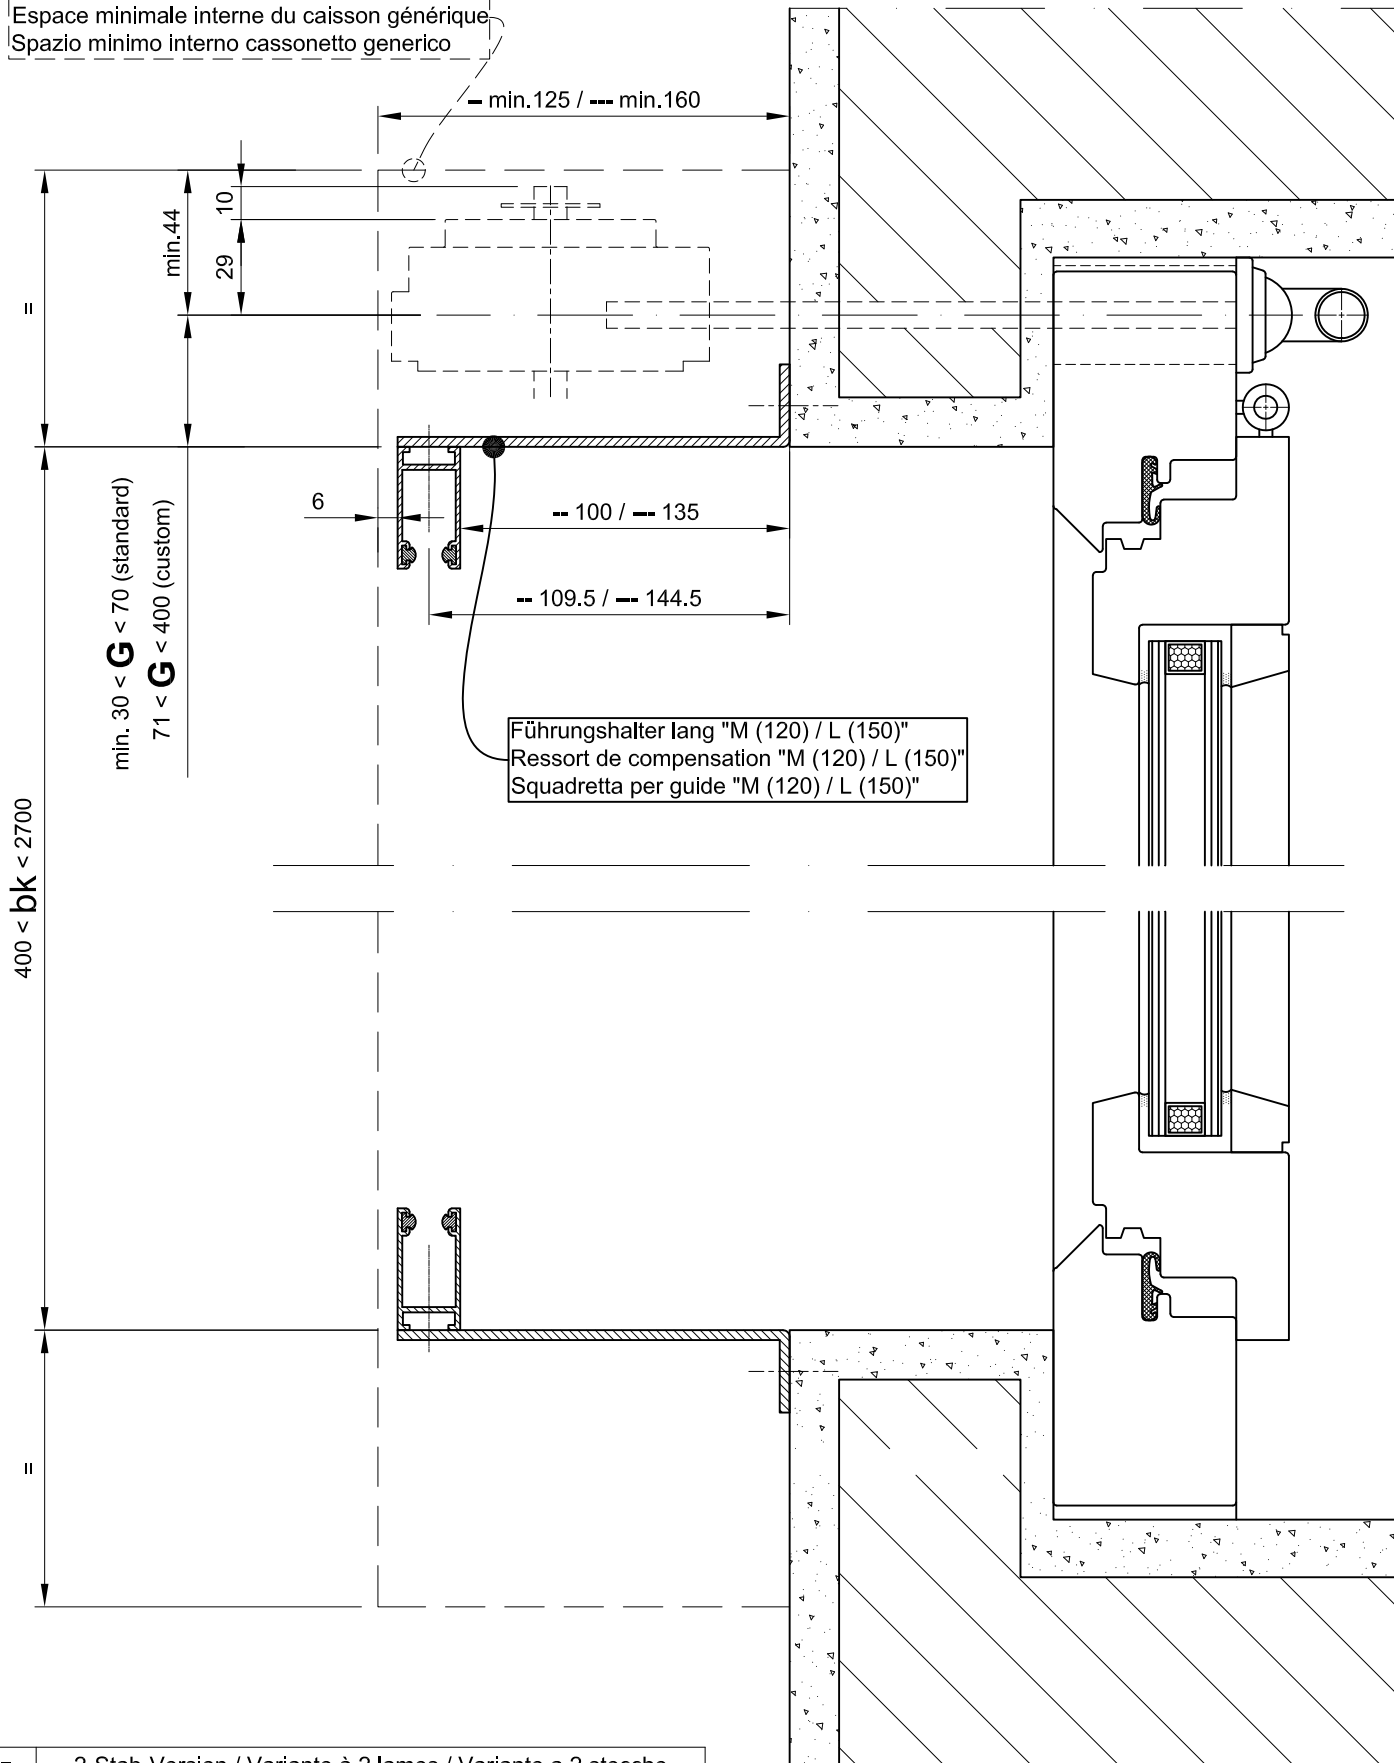 Espace minimale interne du caisson générique
Spazio minimo interno cassonetto generico
– min.125 / --- min.160
10
min.44
29
=
6
-- 100 / --- 135
-- 109.5 / --- 144.5
min. 30 < G < 70 (standard)
71 < G < 400 (custom)
Führungshalter lang "M (120) / L (150)"
Ressort de compensation "M (120) / L (150)"
Squadretta per guide "M (120) / L (150)"
400 < bk < 2700
=